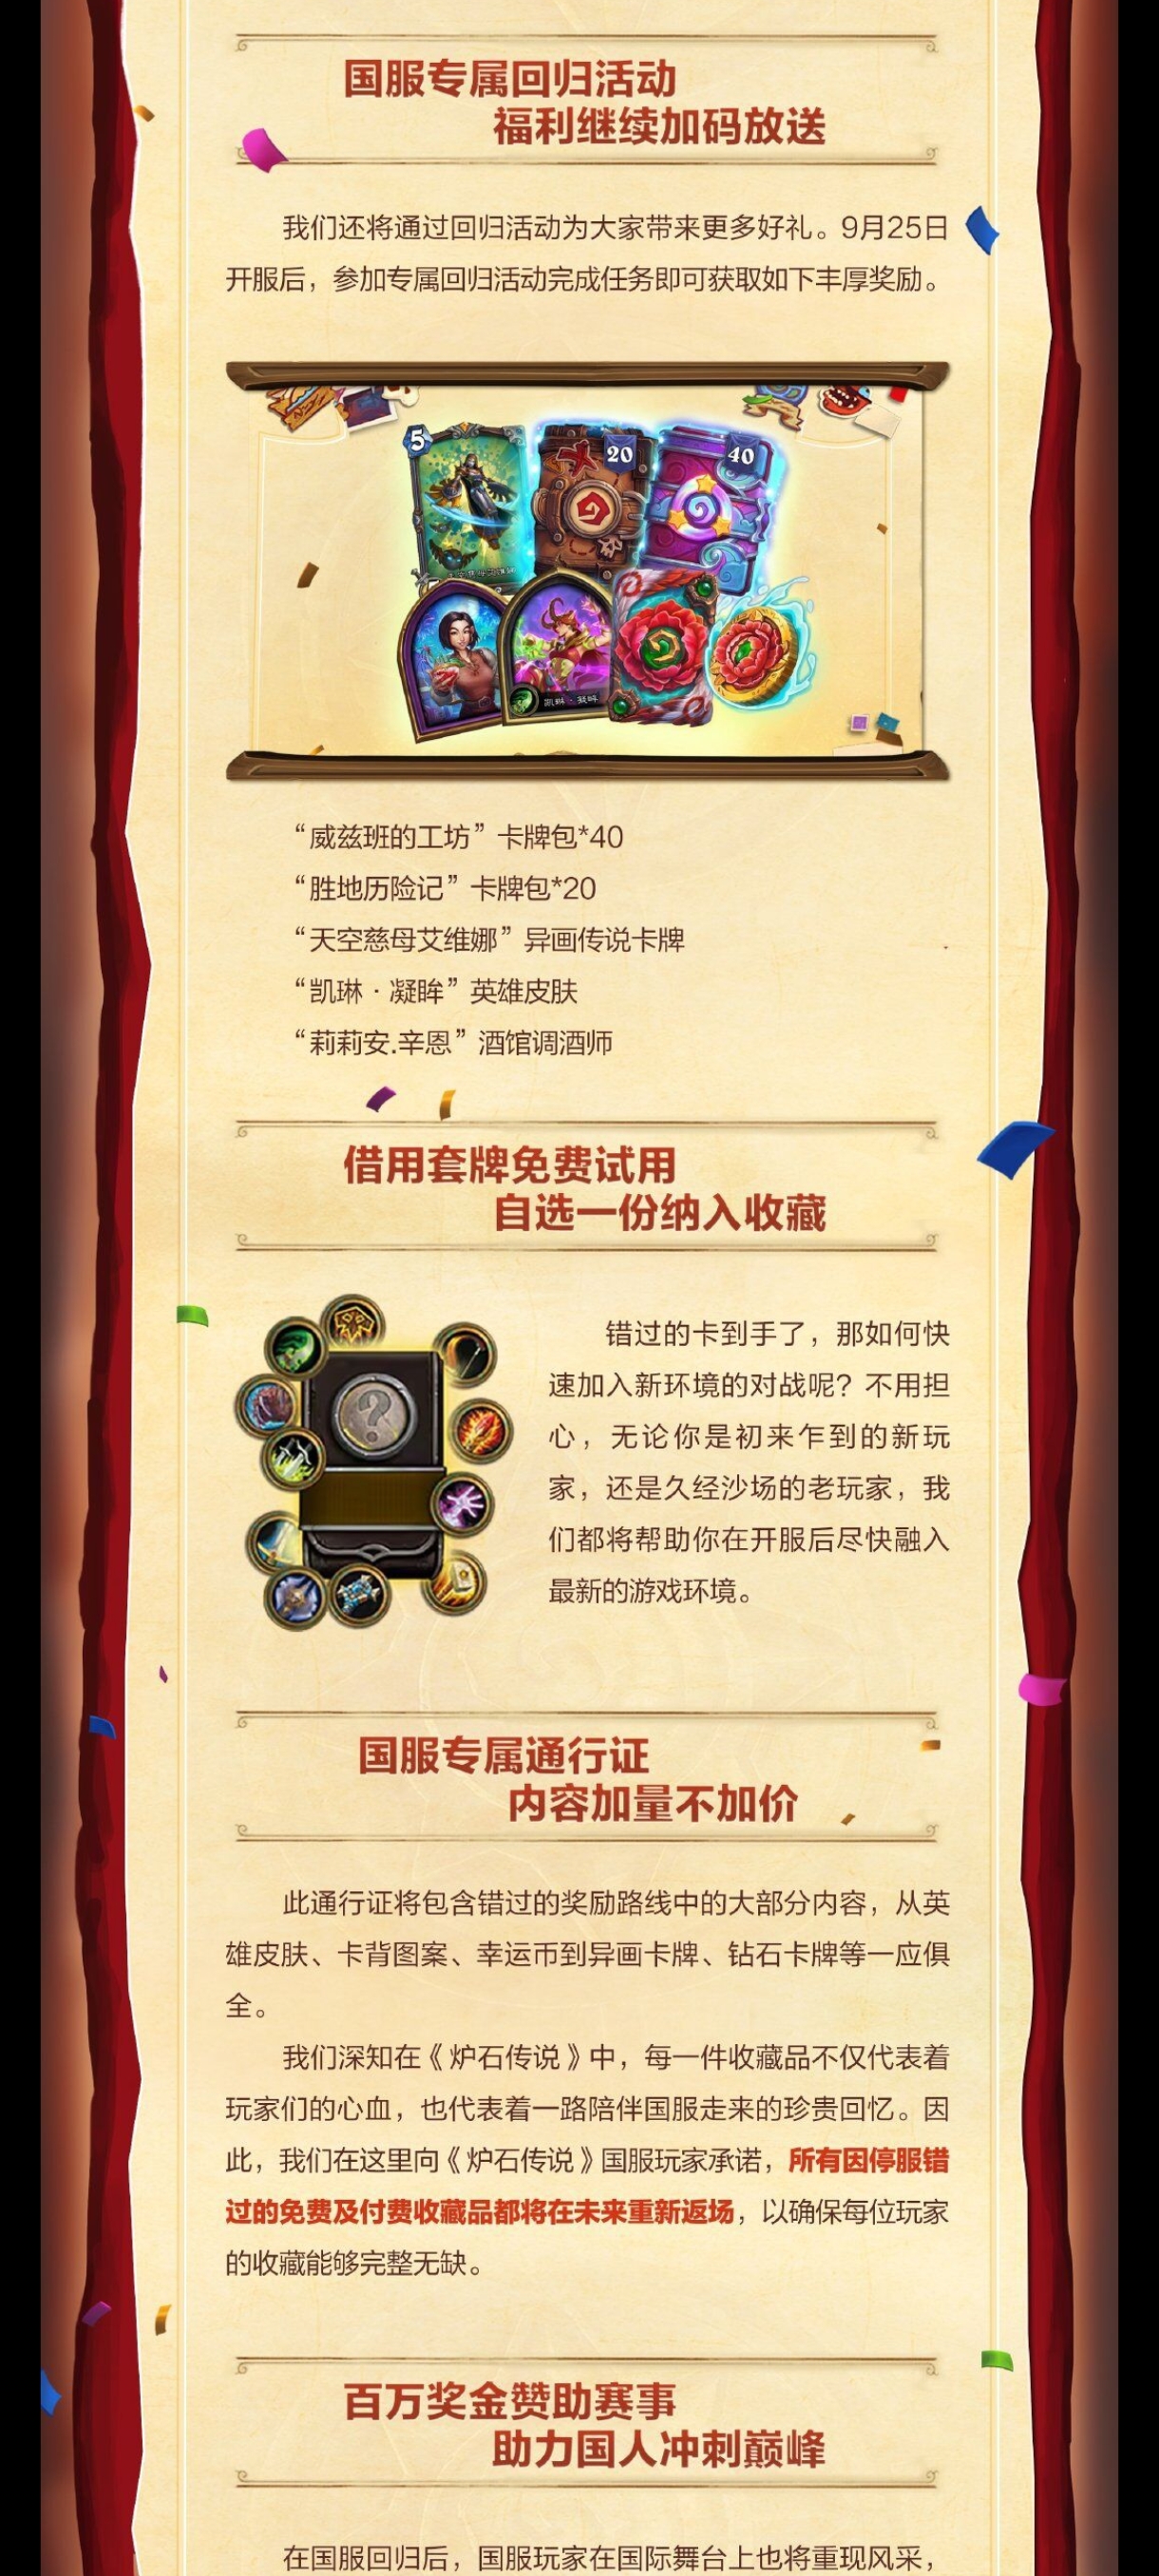 国服专属回归活动
福利继续加码放送
我们还将通过回归活动为大家带来更多好礼。9月25日
开服后，参加专属回归活动完成任务即可获取如下丰厚奖励。
5
20
40
凯琳·凝眸
“威兹班的工坊”卡牌包*40
“胜地历险记”卡牌包*20
“天空慈母艾维娜”异画传说卡牌
“凯琳·凝眸”英雄皮肤
“莉莉安.辛恩”酒馆调酒师
借用套牌免费试用
自选一份纳入收藏
?
错过的卡到手了，那如何快
速加入新环境的对战呢？不用担
心，无论你是初来乍到的新玩
家，还是久经沙场的老玩家，我
们都将帮助你在开服后尽快融入
最新的游戏环境。
国服专属通行证
内容加量不加价
此通行证将包含错过的奖励路线中的大部分内容，从英
雄皮肤、卡背图案、幸运币到异画卡牌、钻石卡牌等一应俱
全。
我们深知在《炉石传说》中，每一件收藏品不仅代表着
玩家们的心血，也代表着一路陪伴国服走来的珍贵回忆。因
此，我们在这里向《炉石传说》国服玩家承诺，所有因停服错
过的免费及付费收藏品都将在未来重新返场，以确保每位玩家
的收藏能够完整无缺。
百万奖金赞助赛事
助力国人冲刺巅峰
在国服回归后，国服玩家在国际舞台上也将重现风采，